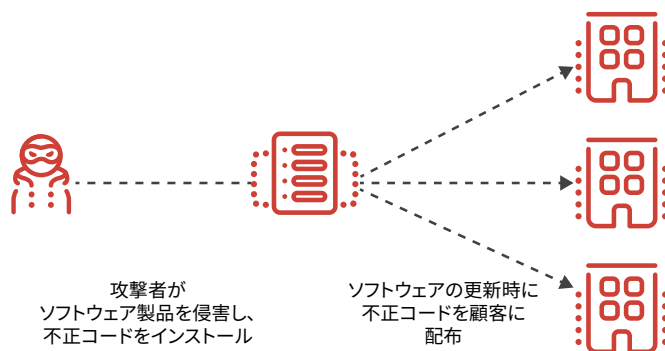 攻撃者が
ソフトウェア製品を侵害し、
不正コードをインストール
ソフトウェアの更新時に
不正コードを顧客に
配布